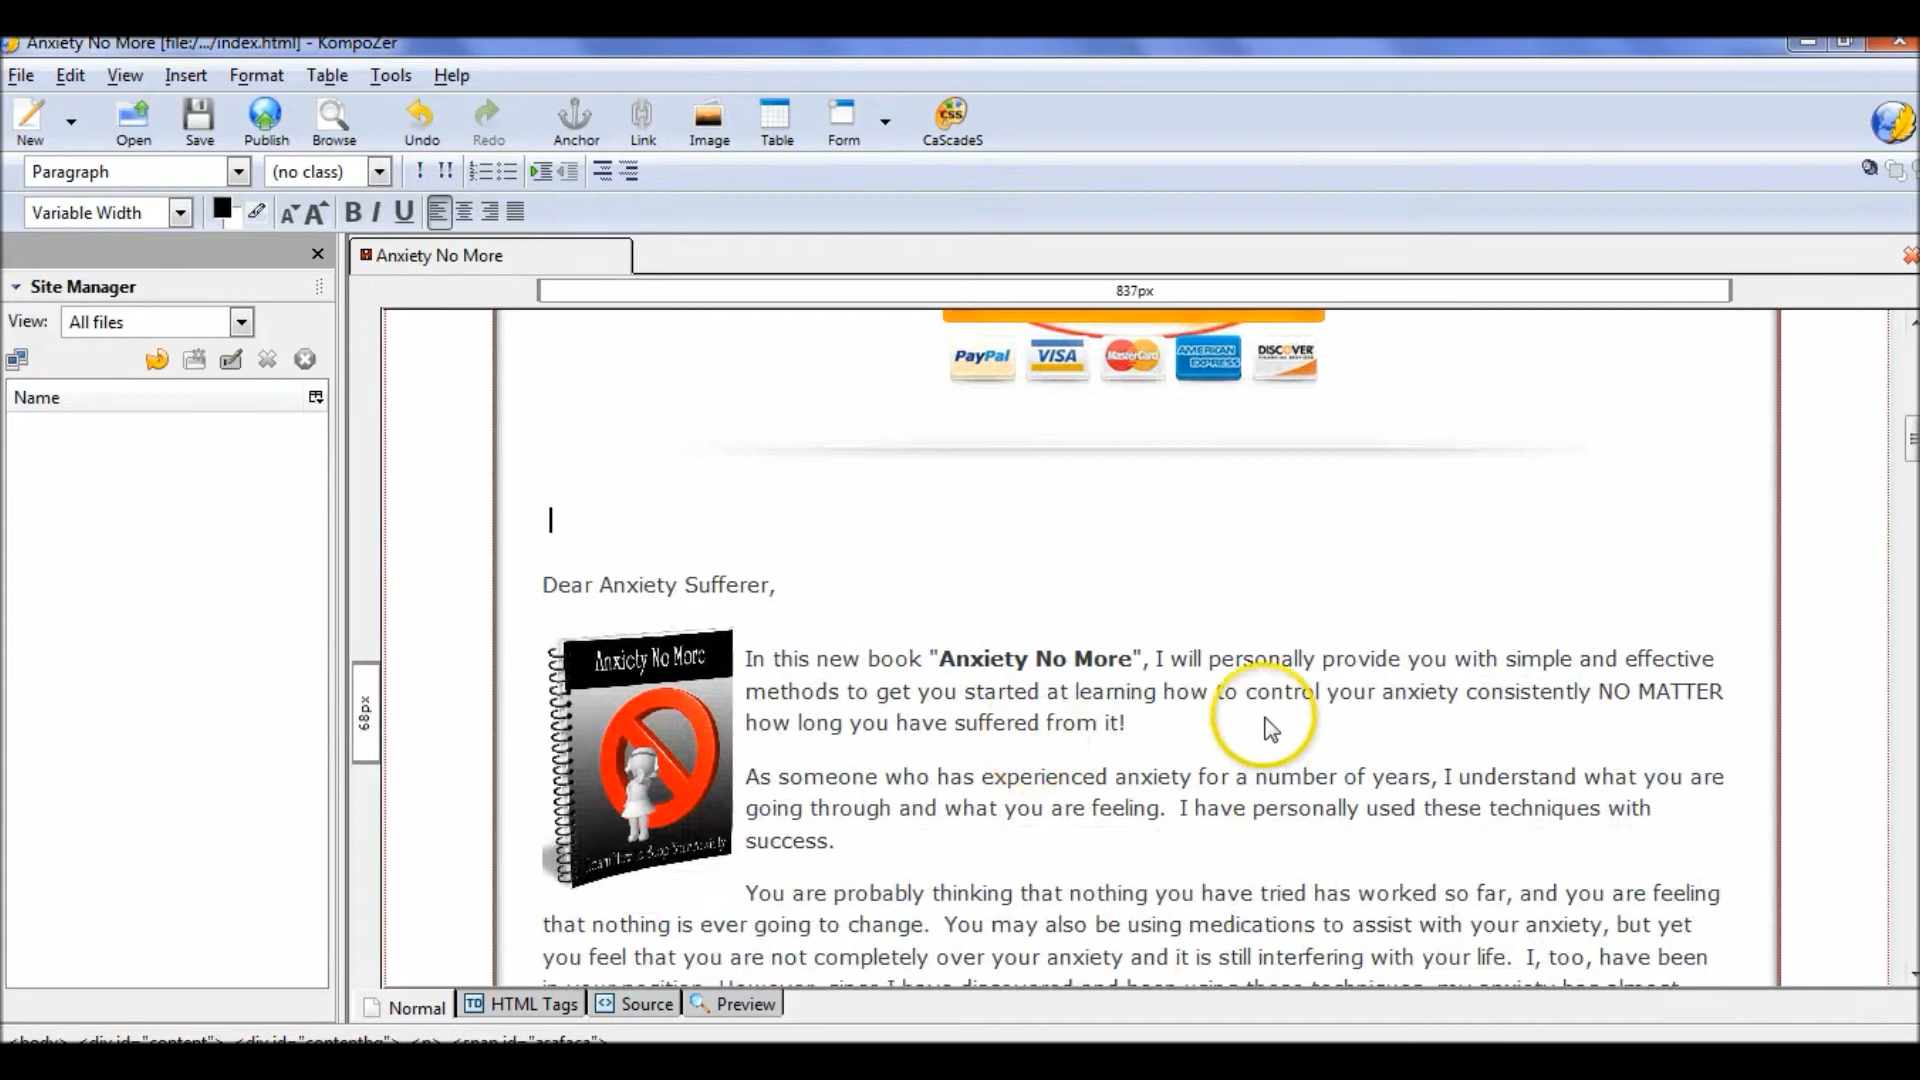 Anxiety No More [file:/.../index.html] - KompoZer
File Edit View Insert Format Table Tools Help
New Open Save Publish Browse Undo Redo Anchor Link Image Table Form CaScadeS
CSS
Paragraph (no class) ! !!
Variable Width A A B I U
Anxiety No More
Site Manager
837px
View: All files
Name
PayPal VISA MasterCard AMERICAN EXPRESS DISCOVER
Dear Anxiety Sufferer,
Anxiety No More
In this new book "Anxiety No More", I will personally provide you with simple and effective
methods to get you started at learning how to control your anxiety consistently NO MATTER
how long you have suffered from it!
68px
As someone who has experienced anxiety for a number of years, I understand what you are
going through and what you are feeling. I have personally used these techniques with
success.
You are probably thinking that nothing you have tried has worked so far, and you are feeling
that nothing is ever going to change. You may also be using medications to assist with your anxiety, but yet
you feel that you are not completely over your anxiety and it is still interfering with your life. I, too, have been
Normal TD HTML Tags Source Preview